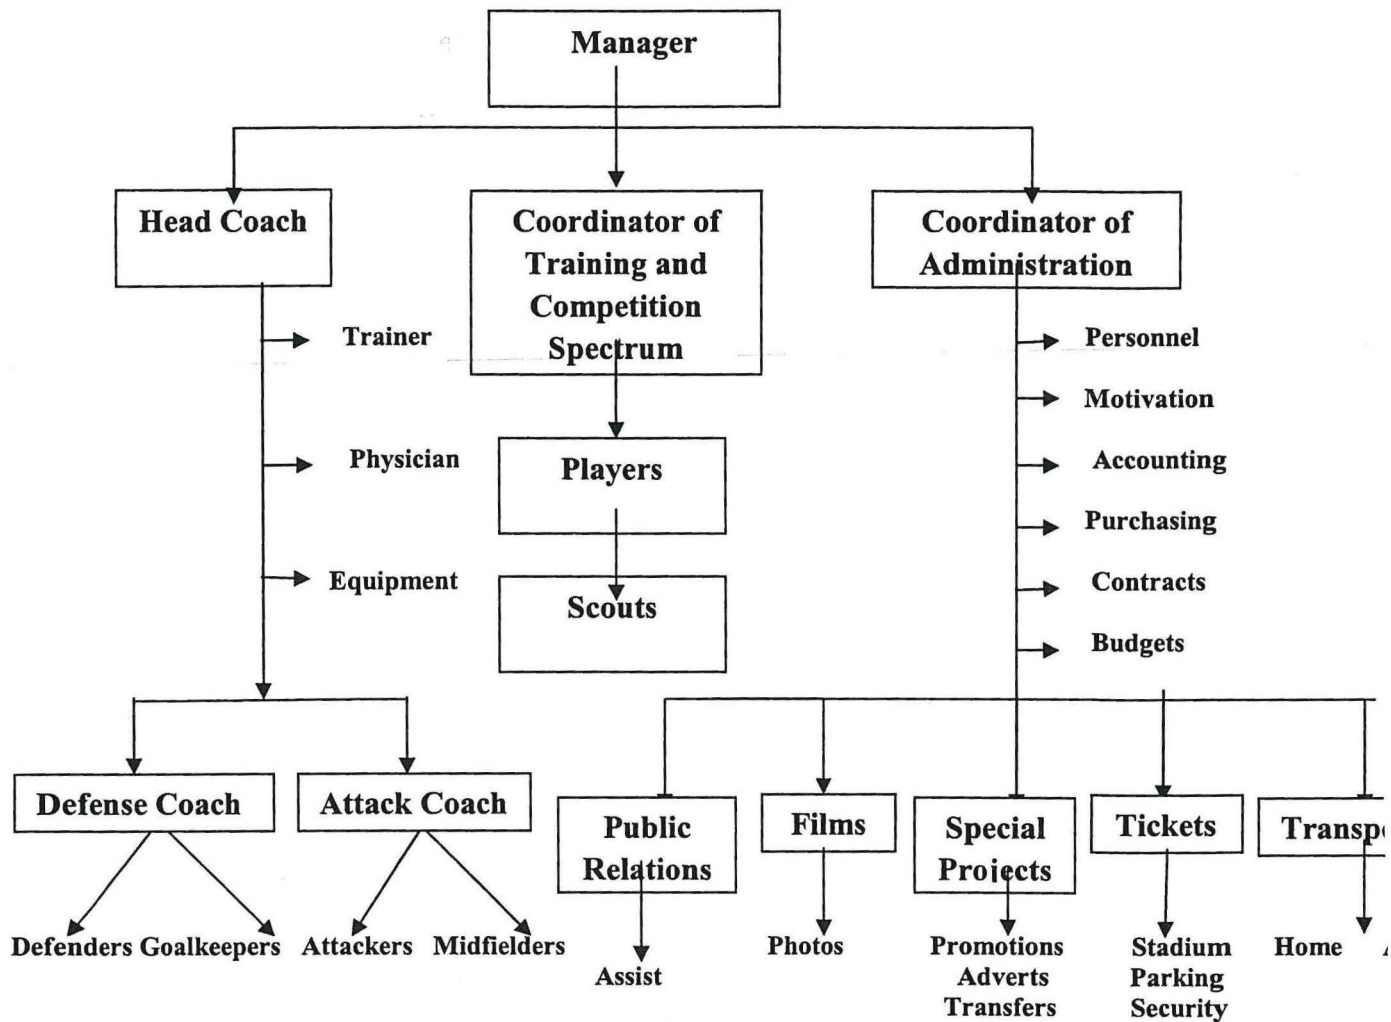 Manager
Head Coach
Coordinator of
Training and
Competition
Spectrum
Coordinator of
Administration
Trainer
Physician
Equipment
Players
Scouts
Personnel
Motivation
Accounting
Purchasing
Contracts
Budgets
Defense Coach
Attack Coach
Public
Relations
Films
Special
Projects
Tickets
Defenders Goalkeepers
Attackers Midfielders
Assist
Photos
Promotions
Adverts
Transfers
Stadium
Parking
Security
Home